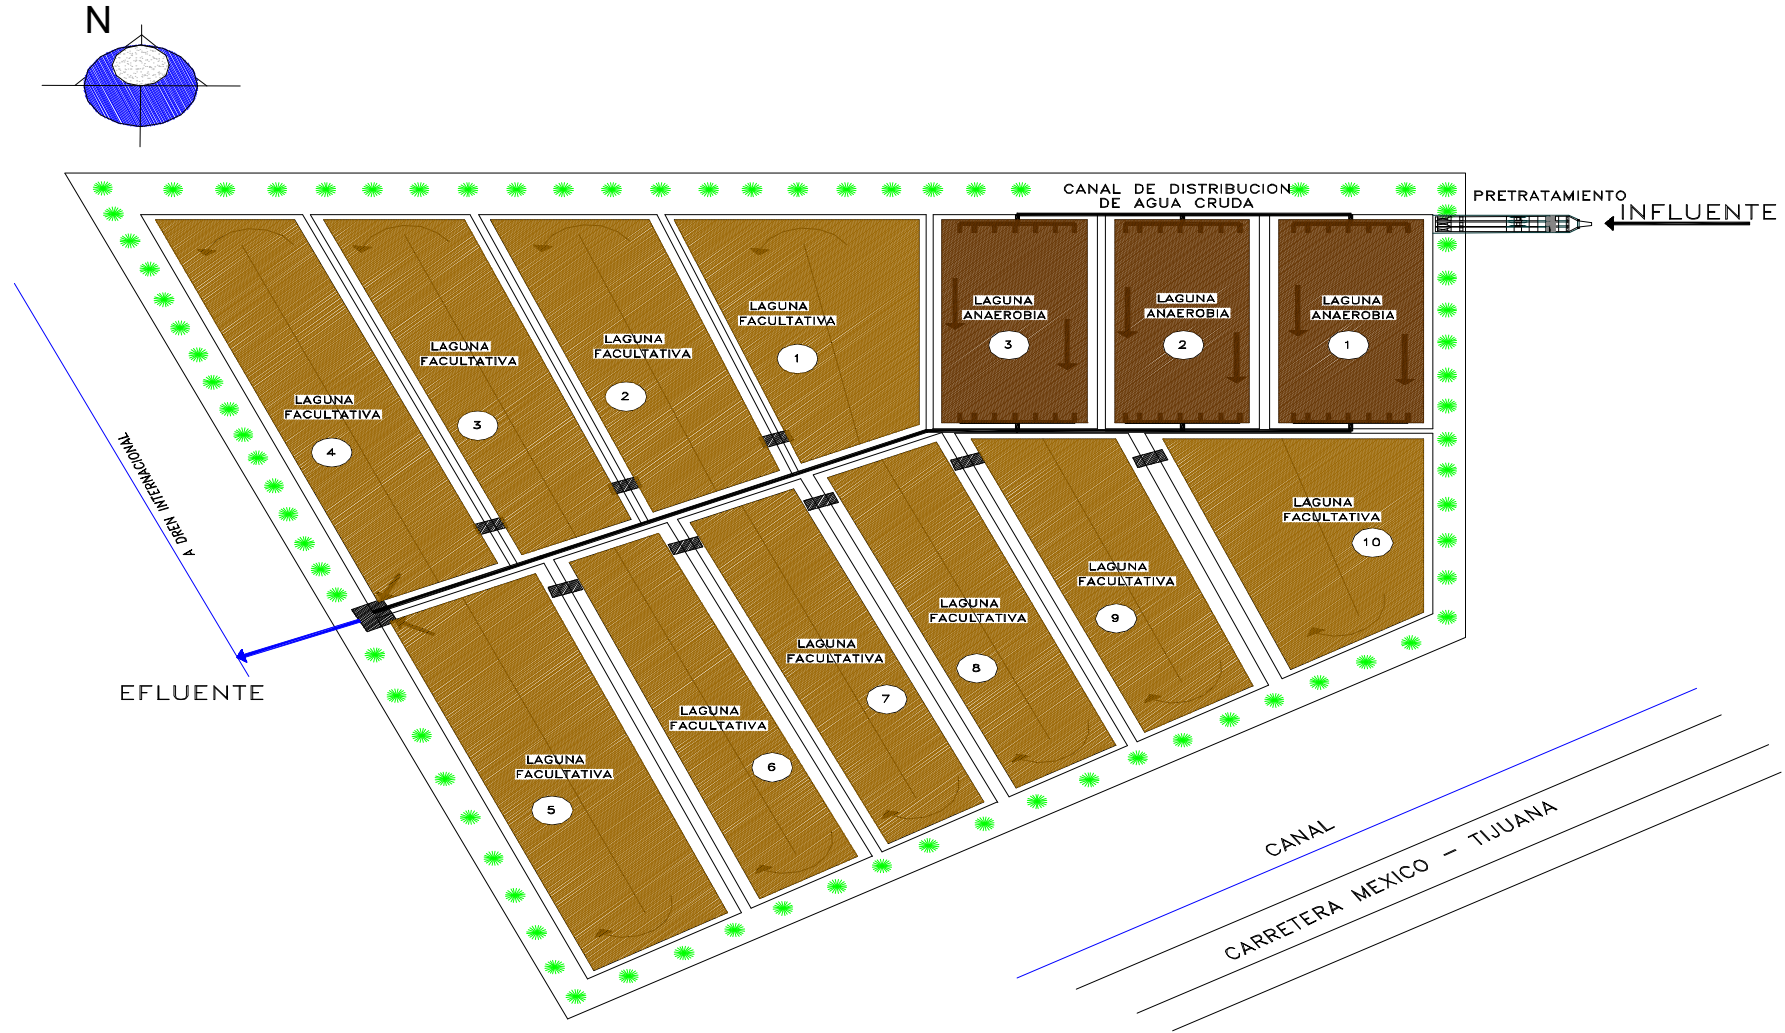 N
CANAL DE DISTRIBUCION
DE AGUA CRUDA
PRETRATAMIENTO
INFLUENTE
LAGUNA
FACULTATIVA
1
LAGUNA
ANAEROBIA
3
LAGUNA
ANAEROBIA
2
LAGUNA
ANAEROBIA
1
LAGUNA
FACULTATIVA
2
LAGUNA
FACULTATIVA
3
LAGUNA
FACULTATIVA
4
A DREN INTERNACIONAL
LAGUNA
FACULTATIVA
10
LAGUNA
FACULTATIVA
9
LAGUNA
FACULTATIVA
8
LAGUNA
FACULTATIVA
7
LAGUNA
FACULTATIVA
6
LAGUNA
FACULTATIVA
5
EFLUENTE
CANAL
CARRETERA MEXICO - TIJUANA